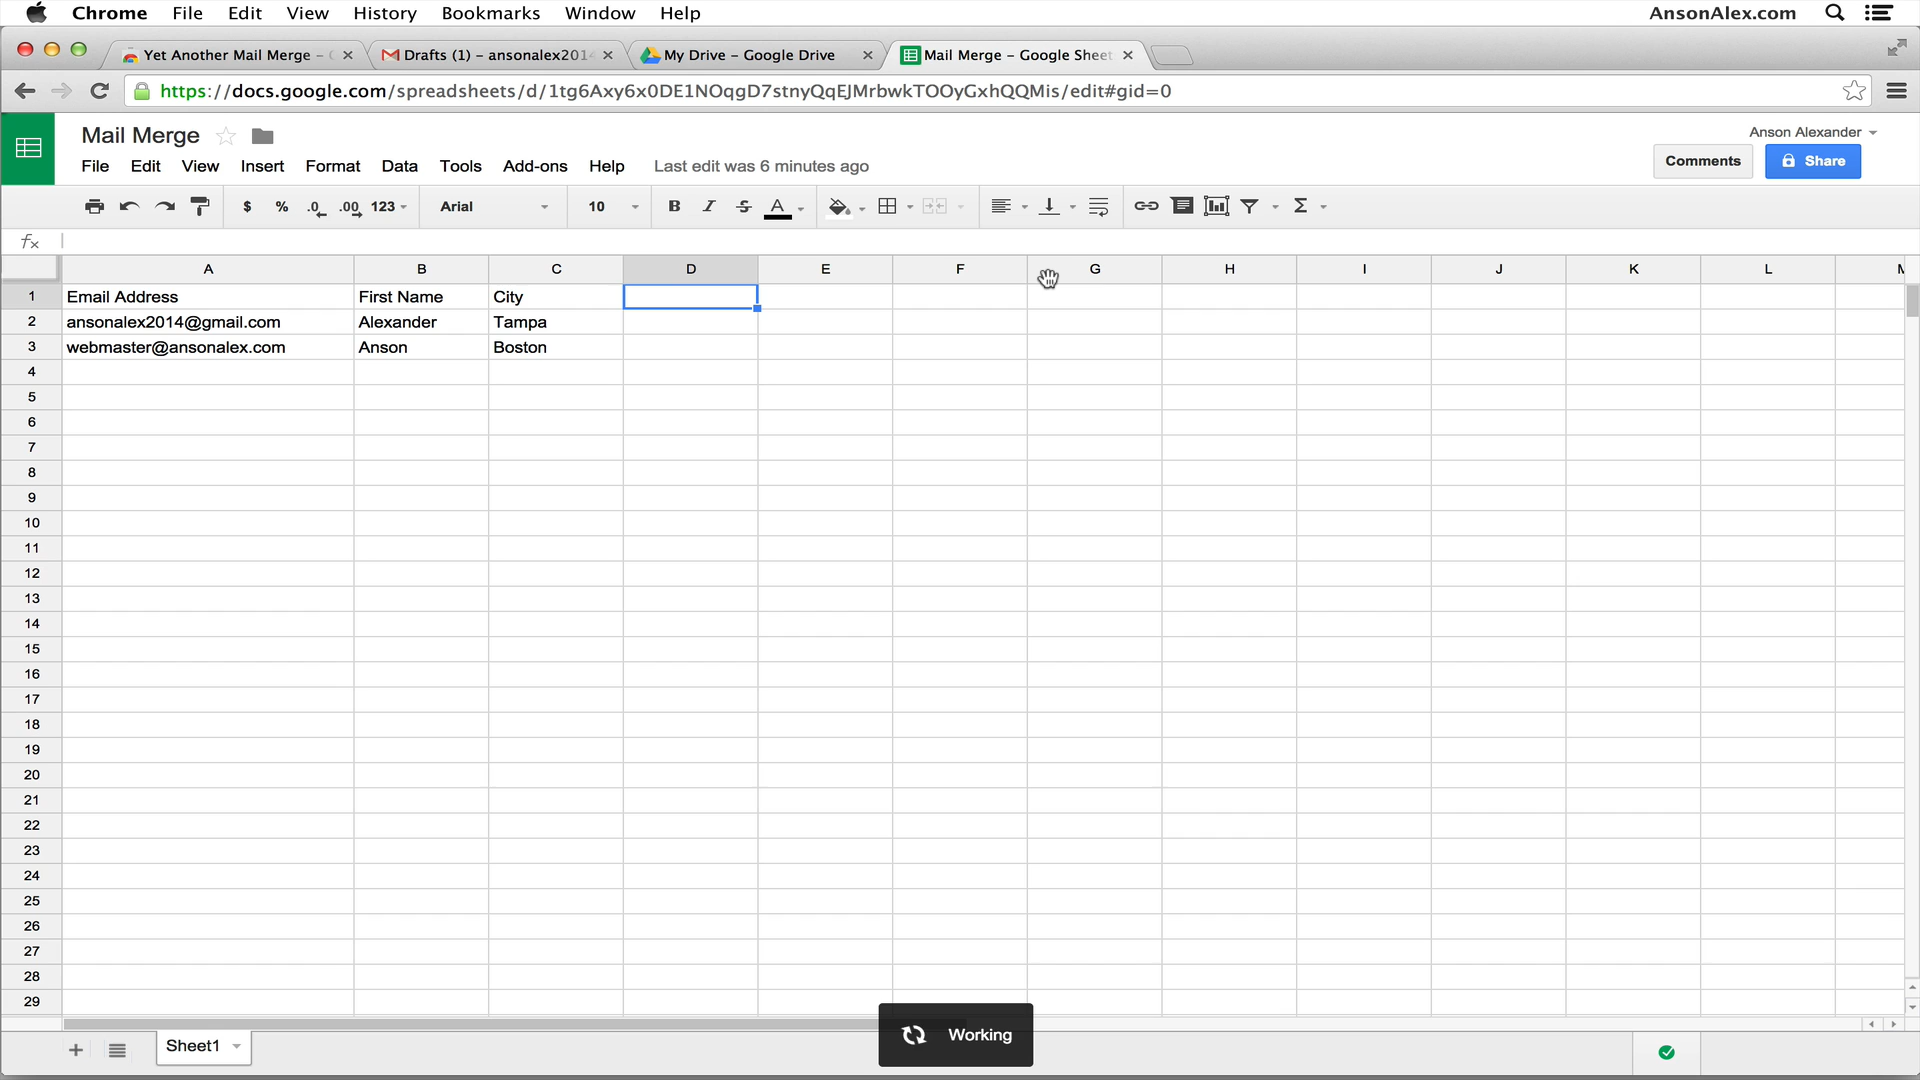 Chrome File Edit View History Bookmarks Window Help AnsonAlex.com
Yet Another Mail Merge – Drafts (1) – ansonalex2014 My Drive – Google Drive Mail Merge – Google Sheet
https://docs.google.com/spreadsheets/d/1tg6Axy6x0DE1NOqgD7stnyQqEJMrbwkTOOyGxhQQMis/edit#gid=0
Mail Merge Anson Alexander
File Edit View Insert Format Data Tools Add-ons Help Last edit was 6 minutes ago Comments Share
$ % .0 .00 123 Arial 10 B I S A Σ
fx
A B C D E F G H I J K L M
1 Email Address First Name City
2 ansonalex2014@gmail.com Alexander Tampa
3 webmaster@ansonalex.com Anson Boston
4
5
6
7
8
9
10
11
12
13
14
15
16
17
18
19
20
21
22
23
24
25
26
27
28
29
Working
Sheet1